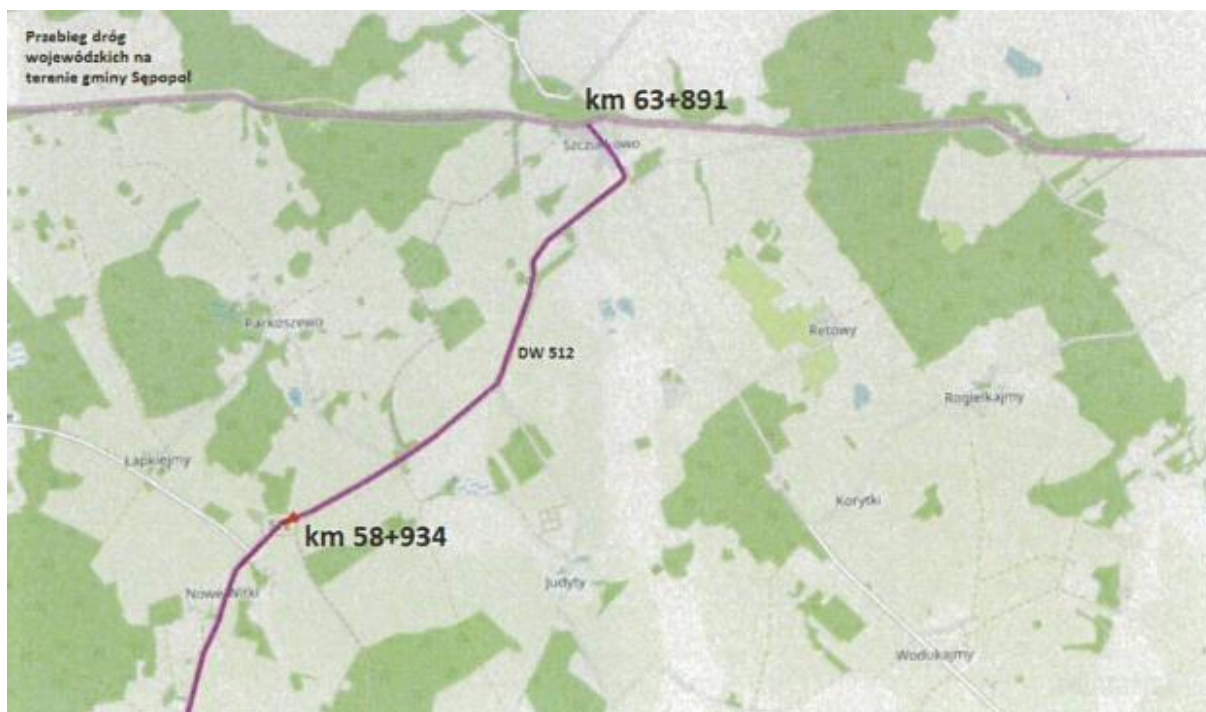 Przebieg dróg
wojewódzkich na
terenie gminy Sępopol
km 63+891
Parkoszewo
Retowy
DW 512
Rogielkajmy
Łapkiejmy
Korytki
km 58+934
Judyty
Wodukajmy